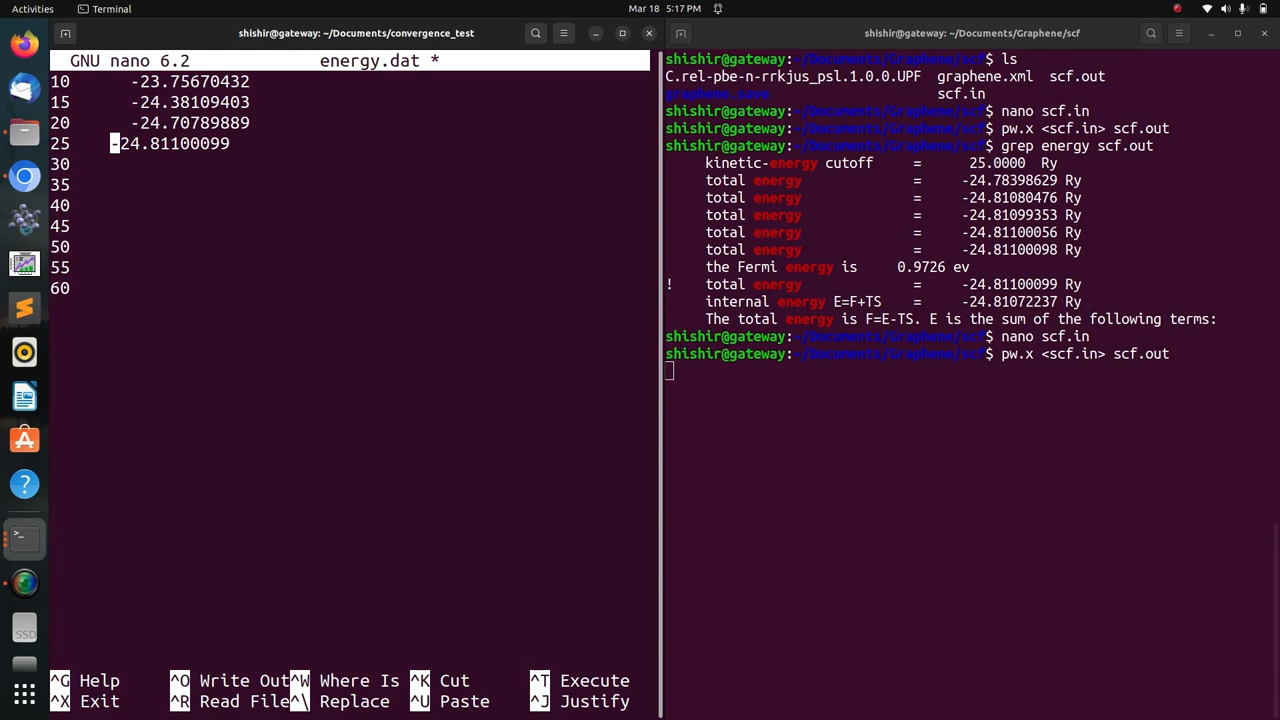 Activities Terminal Mar 18 5:17 PM
shishir@gateway: ~/Documents/convergence_test
GNU nano 6.2 energy.dat *
10 -23.75670432
15 -24.38109403
20 -24.70789889
25 -24.81100099
30
35
40
45
50
55
60
^G Help ^O Write Out ^W Where Is ^K Cut ^T Execute
^X Exit ^R Read File ^\ Replace ^U Paste ^J Justify
SSD
shishir@gateway: ~/Documents/Graphene/scf
shishir@gateway:~/Documents/Graphene/scf$ ls
C.rel-pbe-n-rrkjus_psl.1.0.0.UPF graphene.xml scf.out
graphene.save scf.in
shishir@gateway:~/Documents/Graphene/scf$ nano scf.in
shishir@gateway:~/Documents/Graphene/scf$ pw.x <scf.in> scf.out
shishir@gateway:~/Documents/Graphene/scf$ grep energy scf.out
kinetic-energy cutoff = 25.0000 Ry
total energy = -24.78398629 Ry
total energy = -24.81080476 Ry
total energy = -24.81099353 Ry
total energy = -24.81100056 Ry
total energy = -24.81100098 Ry
the Fermi energy is 0.9726 ev
! total energy = -24.81100099 Ry
internal energy E=F+TS = -24.81072237 Ry
The total energy is F=E-TS. E is the sum of the following terms:
shishir@gateway:~/Documents/Graphene/scf$ nano scf.in
shishir@gateway:~/Documents/Graphene/scf$ pw.x <scf.in> scf.out